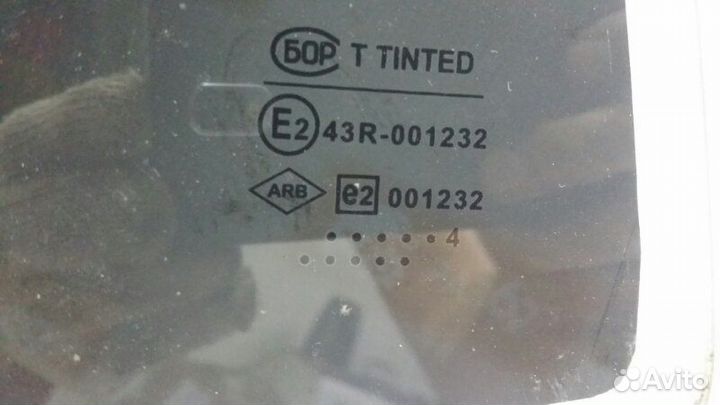 БОР T TINTED
E2 43R-001232
ARB e2 001232
4
Avito